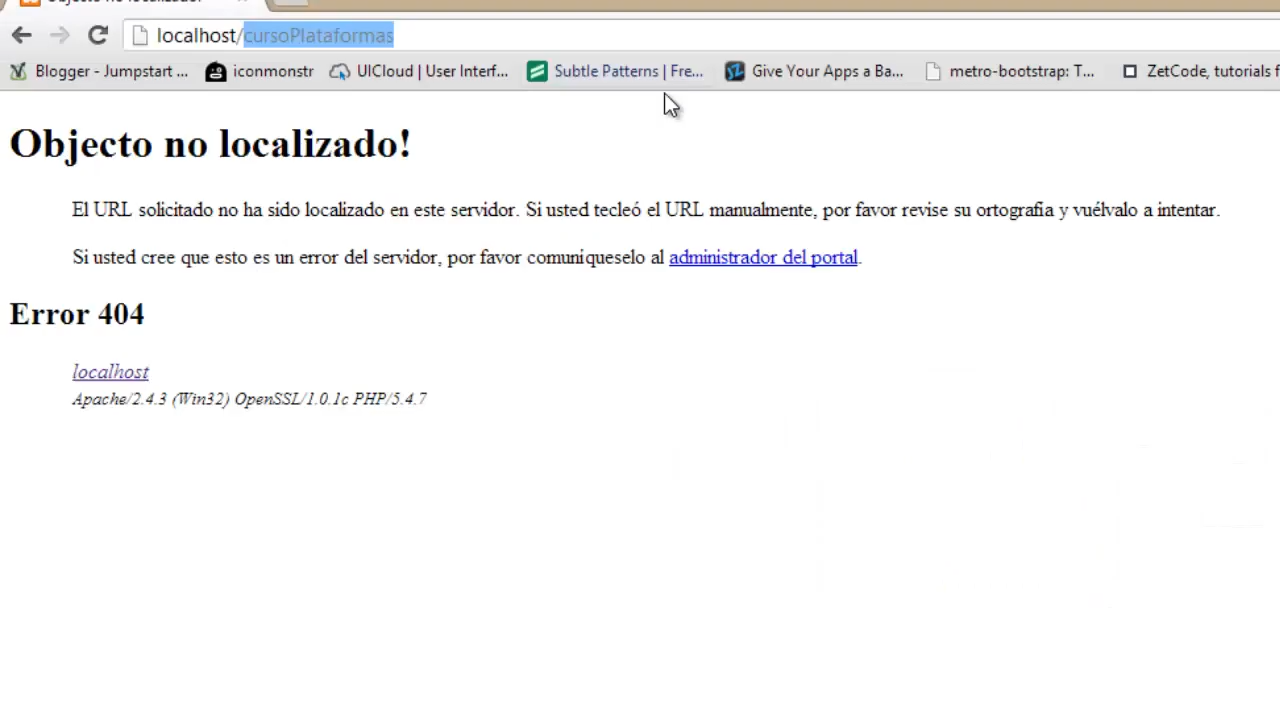 localhost/cursoPlataformas
Blogger - Jumpstart ... iconmonstr UICloud | User Interf... Subtle Patterns | Fre... Give Your Apps a Ba... metro-bootstrap: T... ZetCode, tutorials f
Objecto no localizado!
El URL solicitado no ha sido localizado en este servidor. Si usted tecleó el URL manualmente, por favor revise su ortografía y vuélvalo a intentar.
Si usted cree que esto es un error del servidor, por favor comuniqueselo al administrador del portal.
Error 404
localhost
Apache/2.4.3 (Win32) OpenSSL/1.0.1c PHP/5.4.7